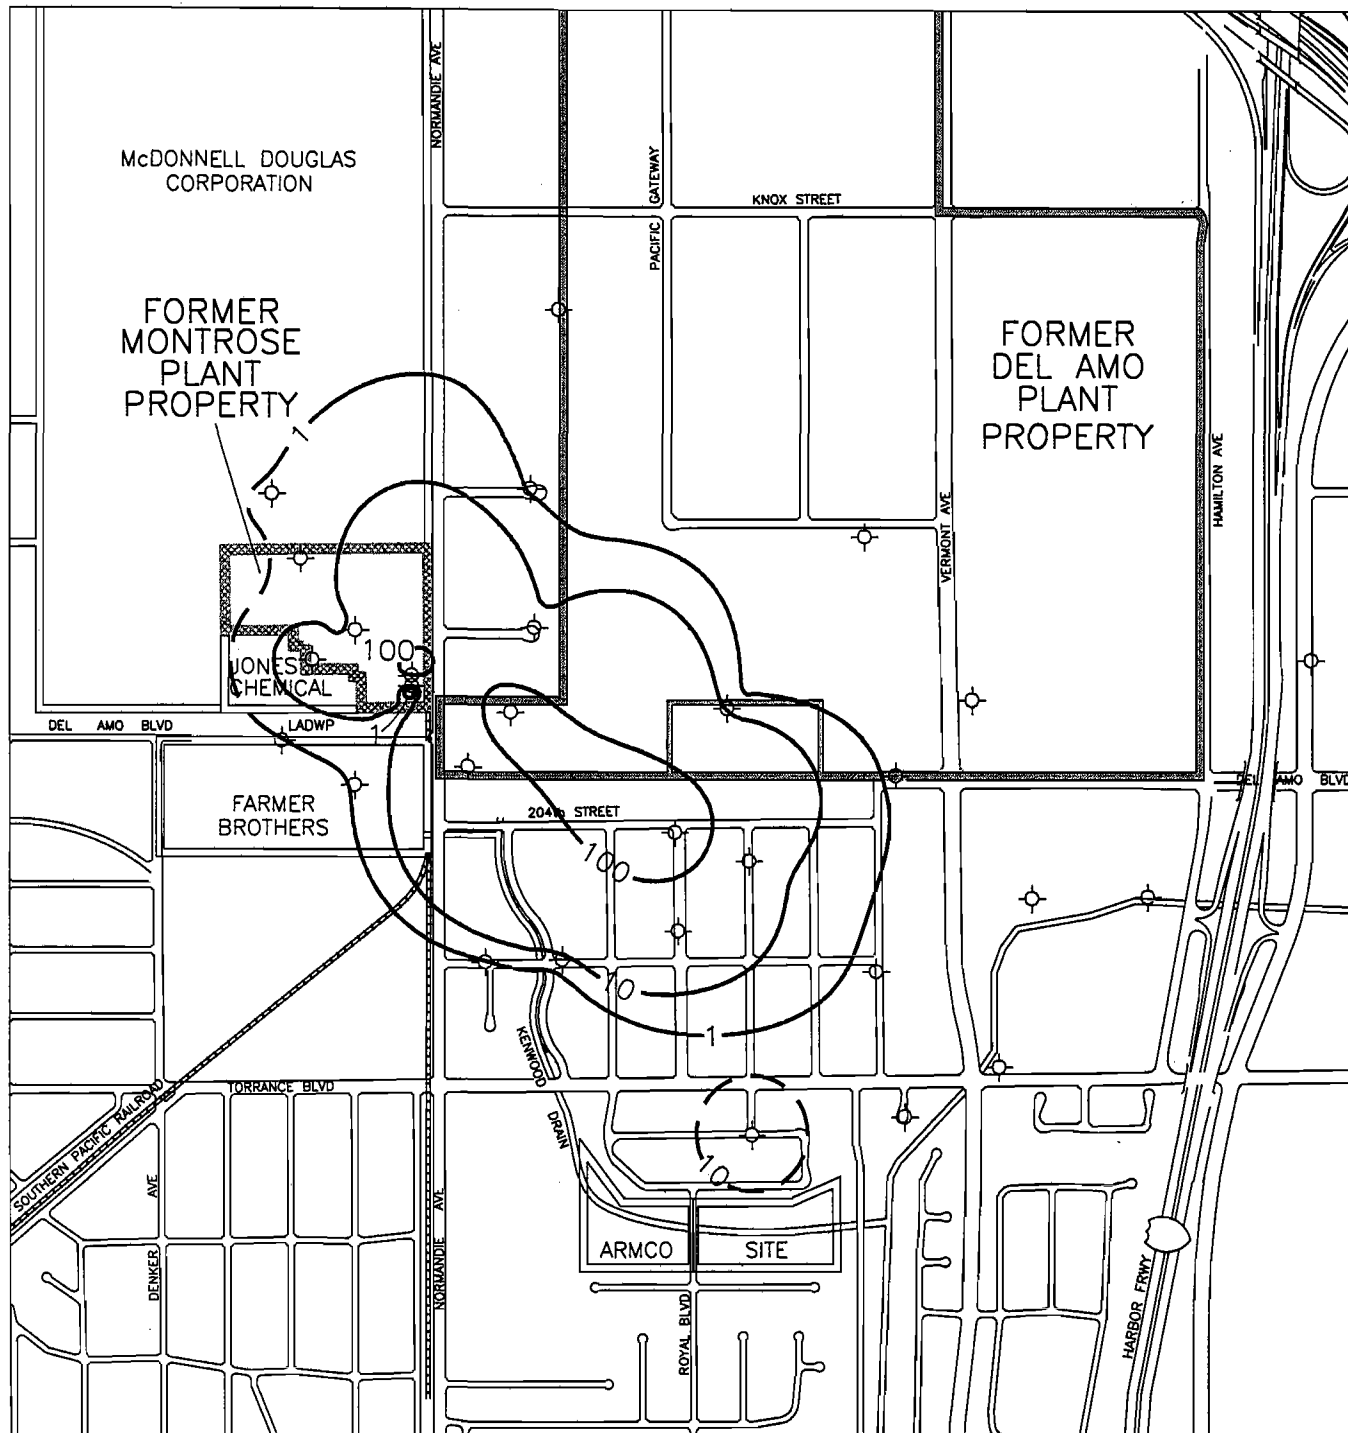 NORMANDIE AVE
McDONNELL DOUGLAS
CORPORATION
PACIFIC GATEWAY
KNOX STREET
FORMER
MONTROSE
PLANT
PROPERTY
FORMER
DEL AMO
PLANT
PROPERTY
HAMILTON AVE
VERMONT AVE
1
100
JONES
CHEMICAL
DEL AMO BLVD
LADWP
1
DEL AMO BLVD
FARMER
BROTHERS
204th STREET
100
10
1
KENWOOD DRAIN
TORRANCE BLVD
SOUTHERN PACIFIC RAILROAD
10
DENKER AVE
NORMANDIE AVE
ARMCO SITE
ROYAL BLVD
HARBOR FRWY